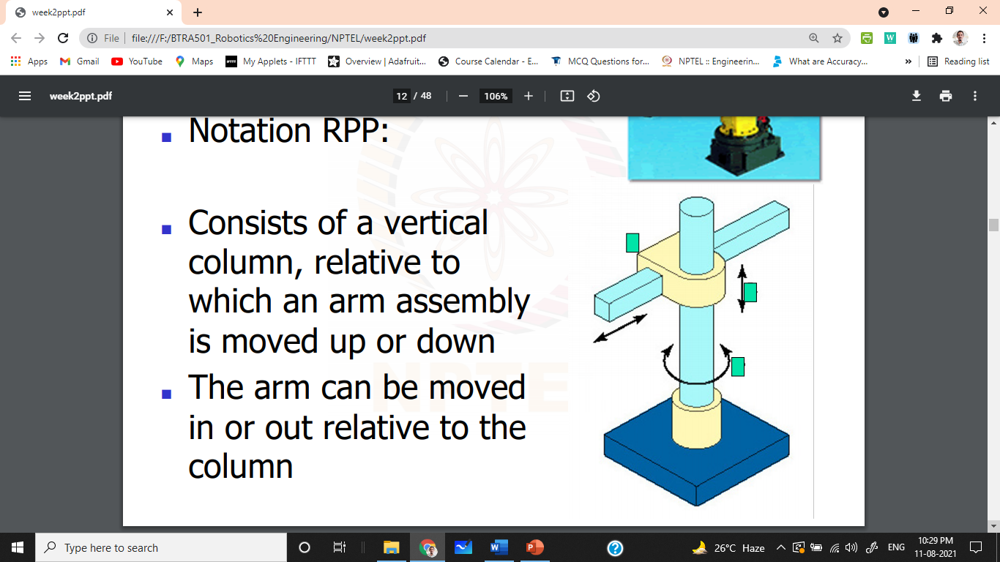 week2ppt.pdf
File file:///F:/BTRA501_Robotics%20Engineering/NPTEL/week2ppt.pdf
Apps Gmail YouTube Maps My Applets - IFTTT Overview | Adafruit... Course Calendar - E... MCQ Questions for... NPTEL :: Engineerin... What are Accuracy... » Reading list
week2ppt.pdf 12 / 48 106%
Notation RPP:
Consists of a vertical
column, relative to
which an arm assembly
is moved up or down
The arm can be moved
in or out relative to the
column
NPTE
Type here to search
26°C Haze ENG 10:29 PM
11-08-2021